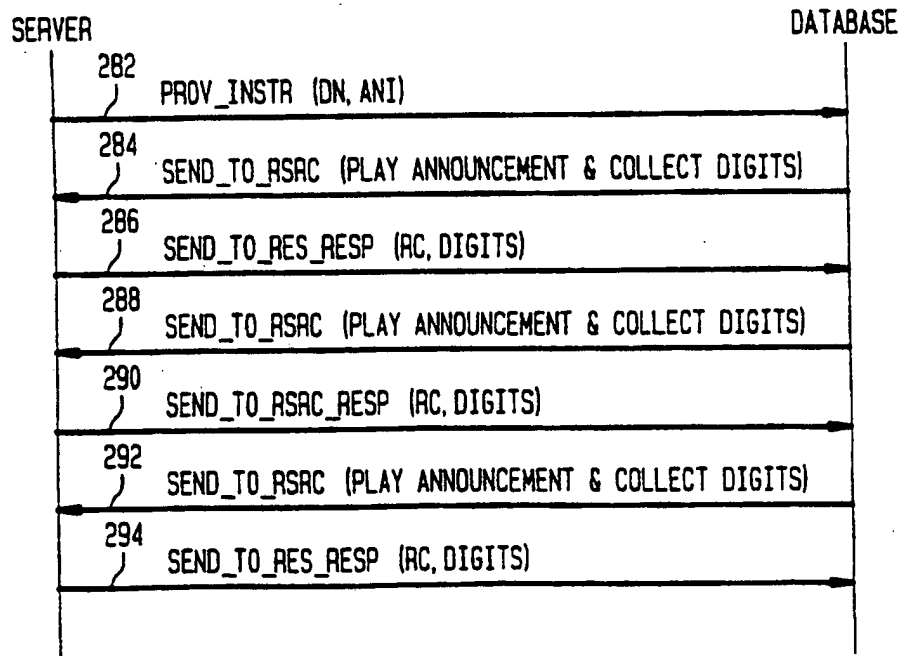 SERVER
DATABASE
282
PROV_INSTR (DN, ANI)
284
SEND_TO_RSRC (PLAY ANNOUNCEMENT & COLLECT DIGITS)
286
SEND_TO_RES_RESP (RC, DIGITS)
288
SEND_TO_RSRC (PLAY ANNOUNCEMENT & COLLECT DIGITS)
290
SEND_TO_RSRC_RESP (RC, DIGITS)
292
SEND_TO_RSRC (PLAY ANNOUNCEMENT & COLLECT DIGITS)
294
SEND_TO_RES_RESP (RC, DIGITS)